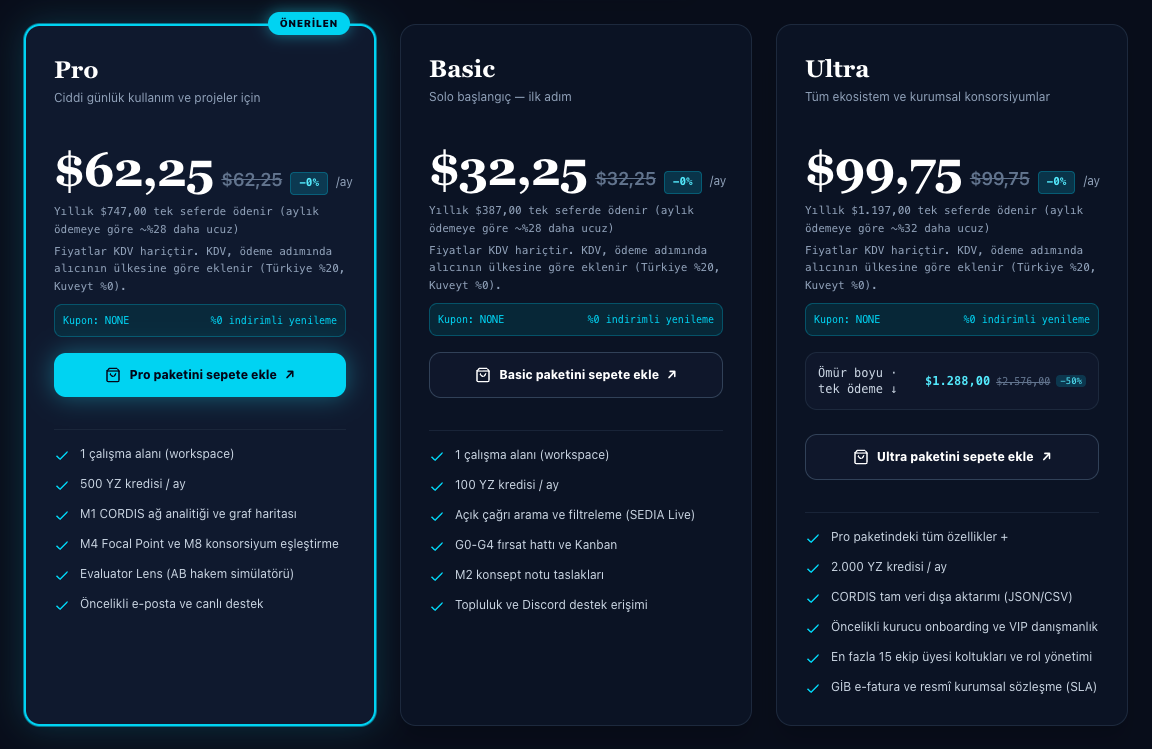 ÖNERİLEN
Pro
Ciddi günlük kullanım ve projeler için
$62,25 $62,25 −0% /ay
Yıllık $747,00 tek seferde ödenir (aylık
ödemeye göre ~%28 daha ucuz)
Fiyatlar KDV hariçtir. KDV, ödeme adımında
alıcının ülkesine göre eklenir (Türkiye %20,
Kuveyt %0).
Kupon: NONE %0 indirimli yenileme
Pro paketini sepete ekle ↗
1 çalışma alanı (workspace)
500 YZ kredisi / ay
M1 CORDIS ağ analitiği ve graf haritası
M4 Focal Point ve M8 konsorsiyum eşleştirme
Evaluator Lens (AB hakem simülatörü)
Öncelikli e-posta ve canlı destek
Basic
Solo başlangıç — ilk adım
$32,25 $32,25 −0% /ay
Yıllık $387,00 tek seferde ödenir (aylık
ödemeye göre ~%28 daha ucuz)
Fiyatlar KDV hariçtir. KDV, ödeme adımında
alıcının ülkesine göre eklenir (Türkiye %20,
Kuveyt %0).
Kupon: NONE %0 indirimli yenileme
Basic paketini sepete ekle ↗
1 çalışma alanı (workspace)
100 YZ kredisi / ay
Açık çağrı arama ve filtreleme (SEDIA Live)
G0-G4 fırsat hattı ve Kanban
M2 konsept notu taslakları
Topluluk ve Discord destek erişimi
Ultra
Tüm ekosistem ve kurumsal konsorsiyumlar
$99,75 $99,75 −0% /ay
Yıllık $1.197,00 tek seferde ödenir (aylık
ödemeye göre ~%32 daha ucuz)
Fiyatlar KDV hariçtir. KDV, ödeme adımında
alıcının ülkesine göre eklenir (Türkiye %20,
Kuveyt %0).
Kupon: NONE %0 indirimli yenileme
Ömür boyu ·
tek ödeme ↓ $1.288,00 $2.576,00 −50%
Ultra paketini sepete ekle ↗
Pro paketindeki tüm özellikler +
2.000 YZ kredisi / ay
CORDIS tam veri dışa aktarımı (JSON/CSV)
Öncelikli kurucu onboarding ve VIP danışmanlık
En fazla 15 ekip üyesi koltukları ve rol yönetimi
GİB e-fatura ve resmî kurumsal sözleşme (SLA)